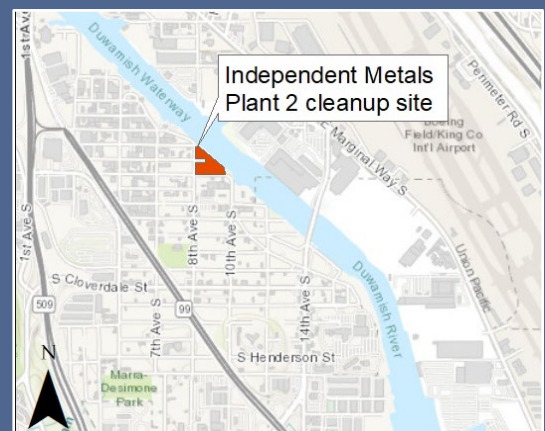 1st Av.
Duwamish Waterway
Independent Metals
Plant 2 cleanup site
Perimeter Rd S
E Marginal Way S
Boeing
Field/King Co
Int'l Airport
1st Ave S
8th Ave S
10th Ave S
S Cloverdale St
509
99
7th Ave S
14th Ave S
Duwamish River
Union Pacific
S Henderson St
Marra-
Desimone
Park
N